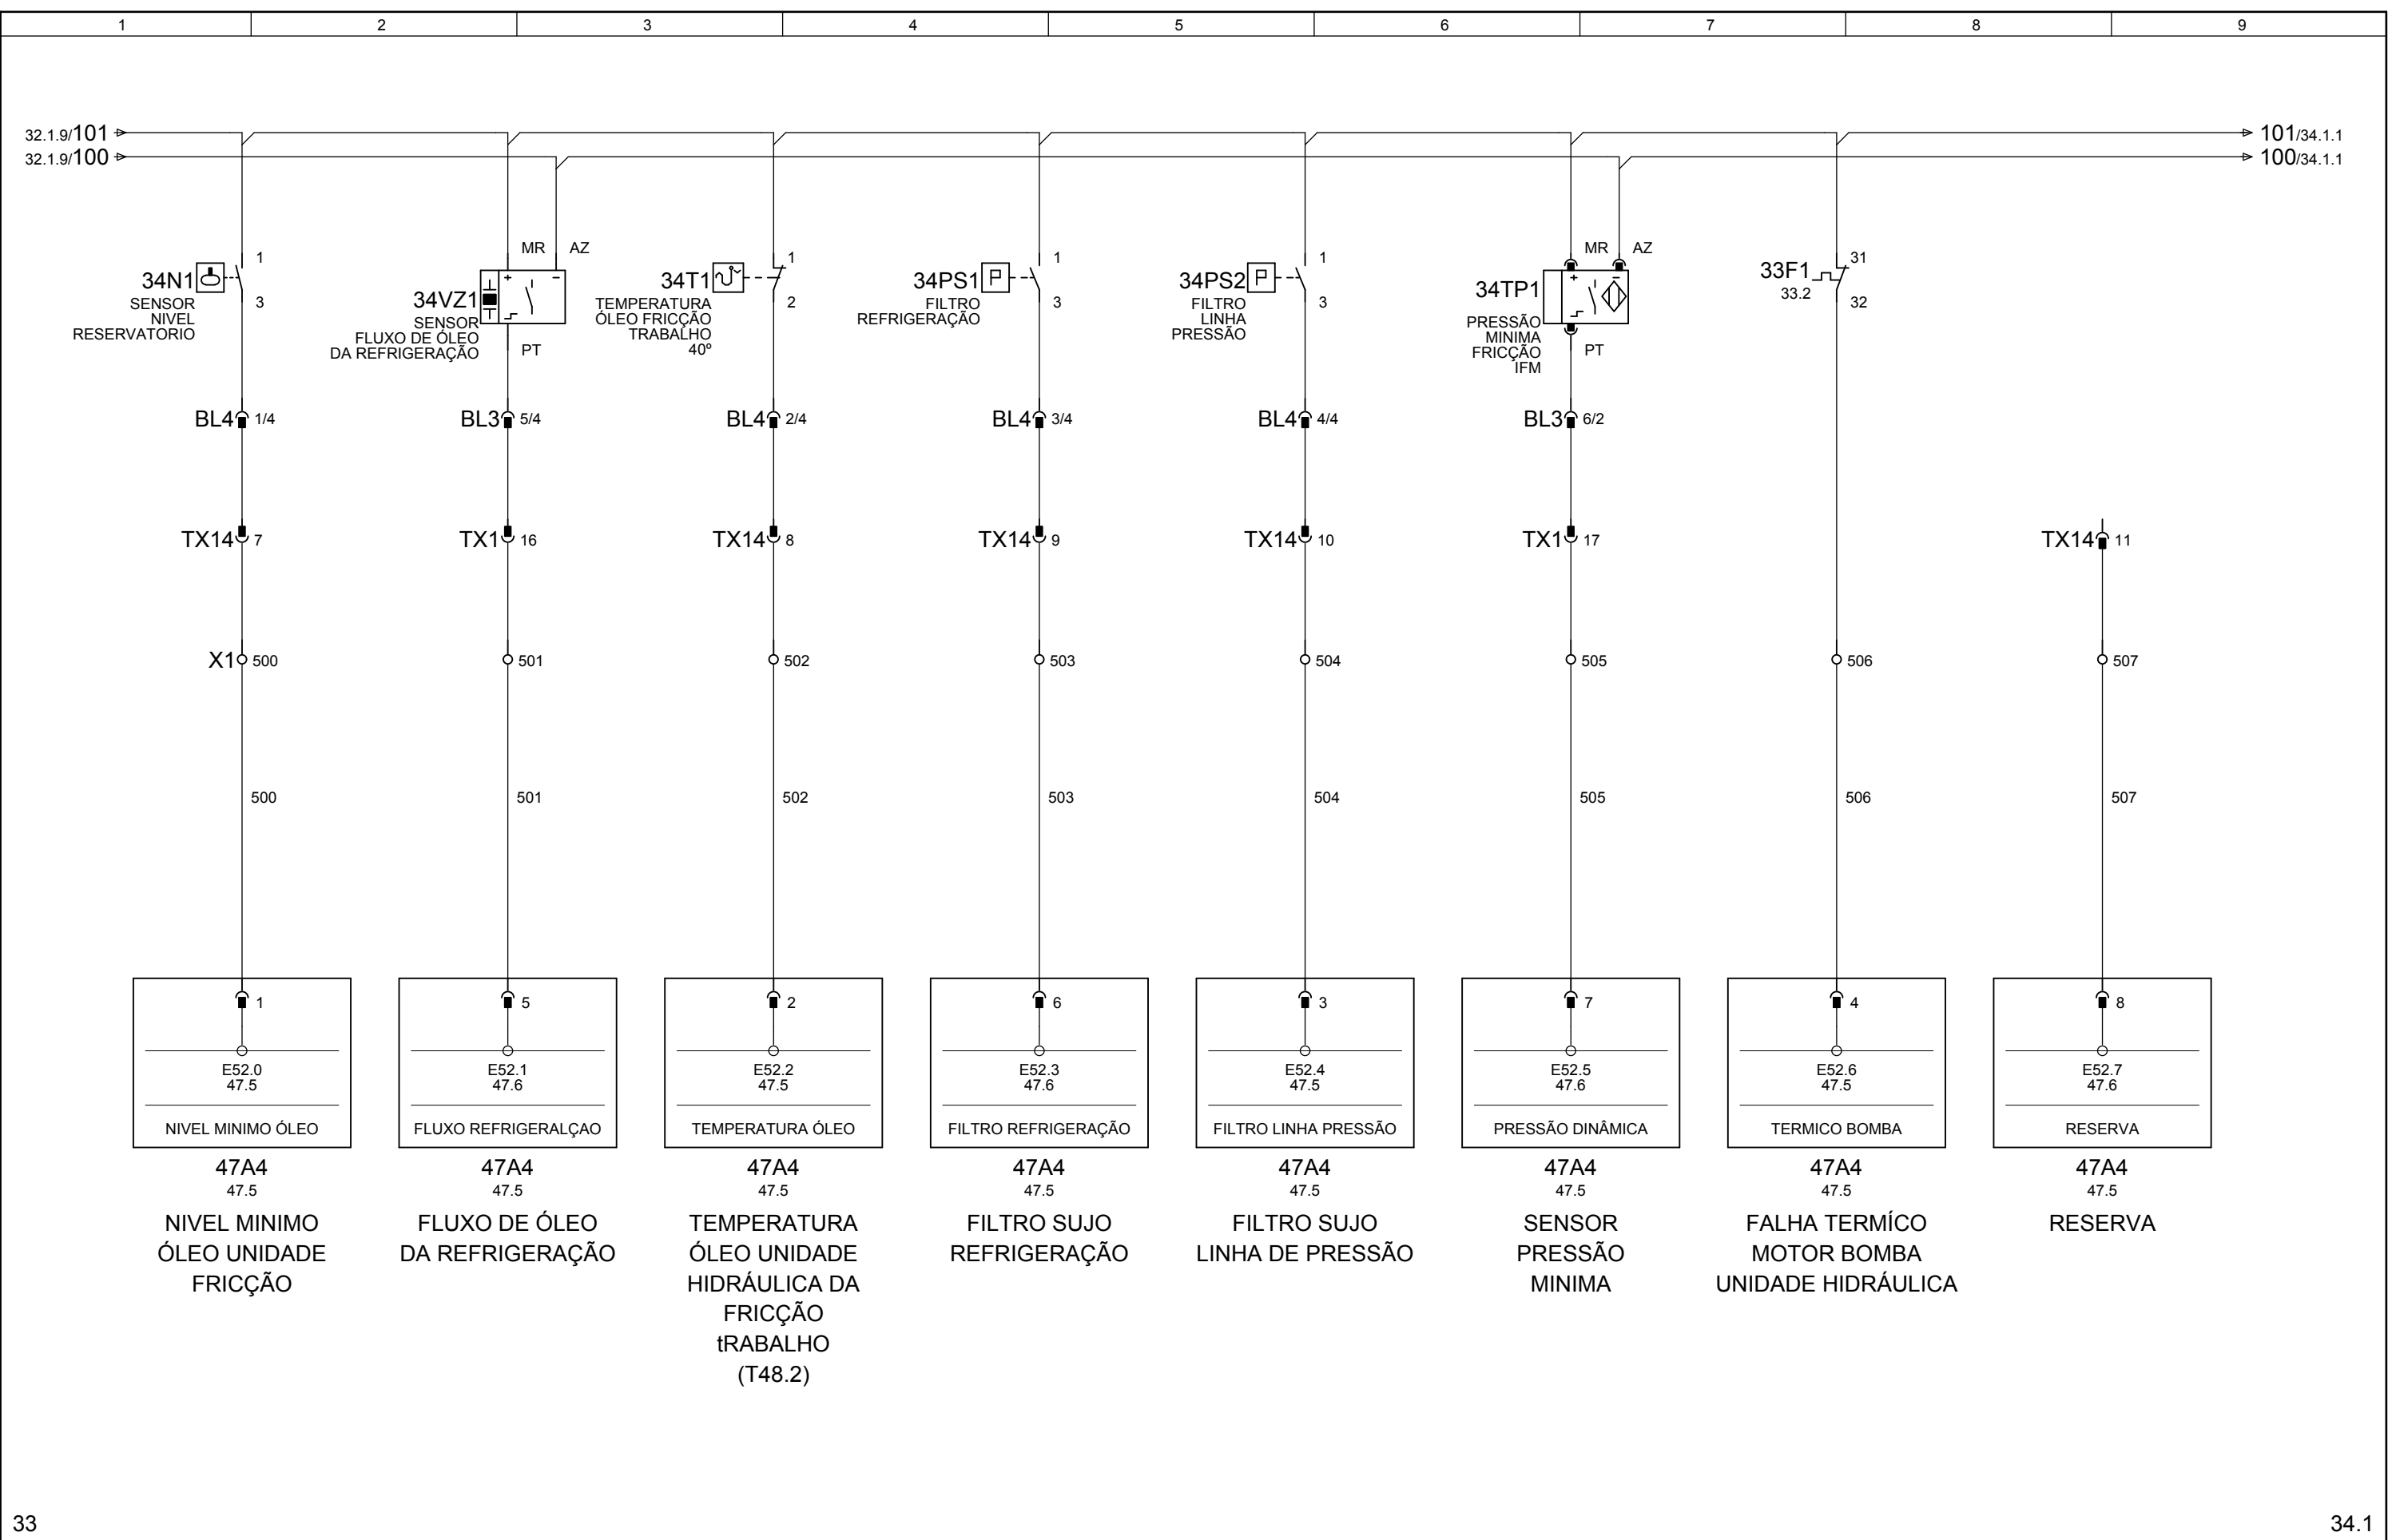 1 2 3 4 5 6 7 8 9
32.1.9/101 101/34.1.1
32.1.9/100 100/34.1.1
34N1 1 3
SENSOR
NIVEL
RESERVATORIO
34VZ1 MR AZ + - PT
SENSOR
FLUXO DE ÓLEO
DA REFRIGERAÇÃO
34T1 1 2
TEMPERATURA
ÓLEO FRICÇÃO
TRABALHO
40º
34PS1 P 1 3
FILTRO
REFRIGERAÇÃO
34PS2 P 1 3
FILTRO
LINHA
PRESSÃO
34TP1 MR AZ + - PT
PRESSÃO
MINIMA
FRICÇÃO
IFM
33F1 31
33.2 32
BL4 1/4 BL3 5/4 BL4 2/4 BL4 3/4 BL4 4/4 BL3 6/2
TX14 7 TX1 16 TX14 8 TX14 9 TX14 10 TX1 17 TX14 11
X1 500 501 502 503 504 505 506 507
500 501 502 503 504 505 506 507
1 5 2 6 3 7 4 8
E52.0 E52.1 E52.2 E52.3 E52.4 E52.5 E52.6 E52.7
47.5 47.6 47.5 47.6 47.5 47.6 47.5 47.6
NIVEL MINIMO ÓLEO FLUXO REFRIGERALÇAO TEMPERATURA ÓLEO FILTRO REFRIGERAÇÃO FILTRO LINHA PRESSÃO PRESSÃO DINÂMICA TERMICO BOMBA RESERVA
47A4 47A4 47A4 47A4 47A4 47A4 47A4 47A4
47.5 47.5 47.5 47.5 47.5 47.5 47.5 47.5
NIVEL MINIMO
ÓLEO UNIDADE
FRICÇÃO
FLUXO DE ÓLEO
DA REFRIGERAÇÃO
TEMPERATURA
ÓLEO UNIDADE
HIDRÁULICA DA
FRICÇÃO
tRABALHO
(T48.2)
FILTRO SUJO
REFRIGERAÇÃO
FILTRO SUJO
LINHA DE PRESSÃO
SENSOR
PRESSÃO
MINIMA
FALHA TERMÍCO
MOTOR BOMBA
UNIDADE HIDRÁULICA
RESERVA
33 34.1